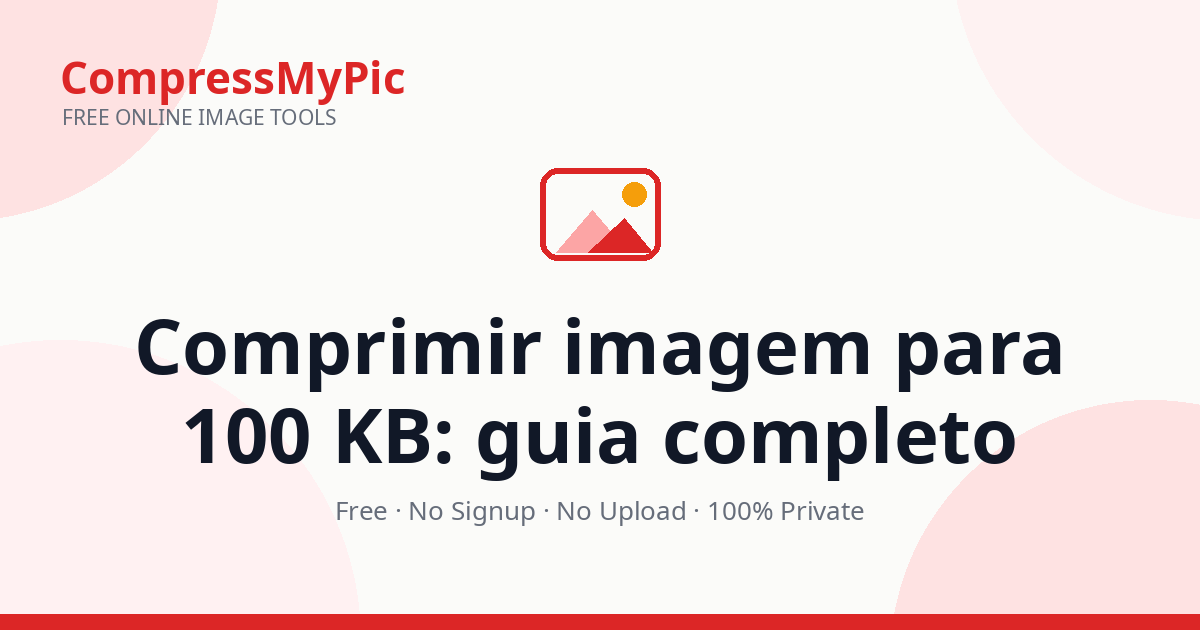 CompressMyPic
FREE ONLINE IMAGE TOOLS
Comprimir imagem para
100 KB: guia completo
Free · No Signup · No Upload · 100% Private